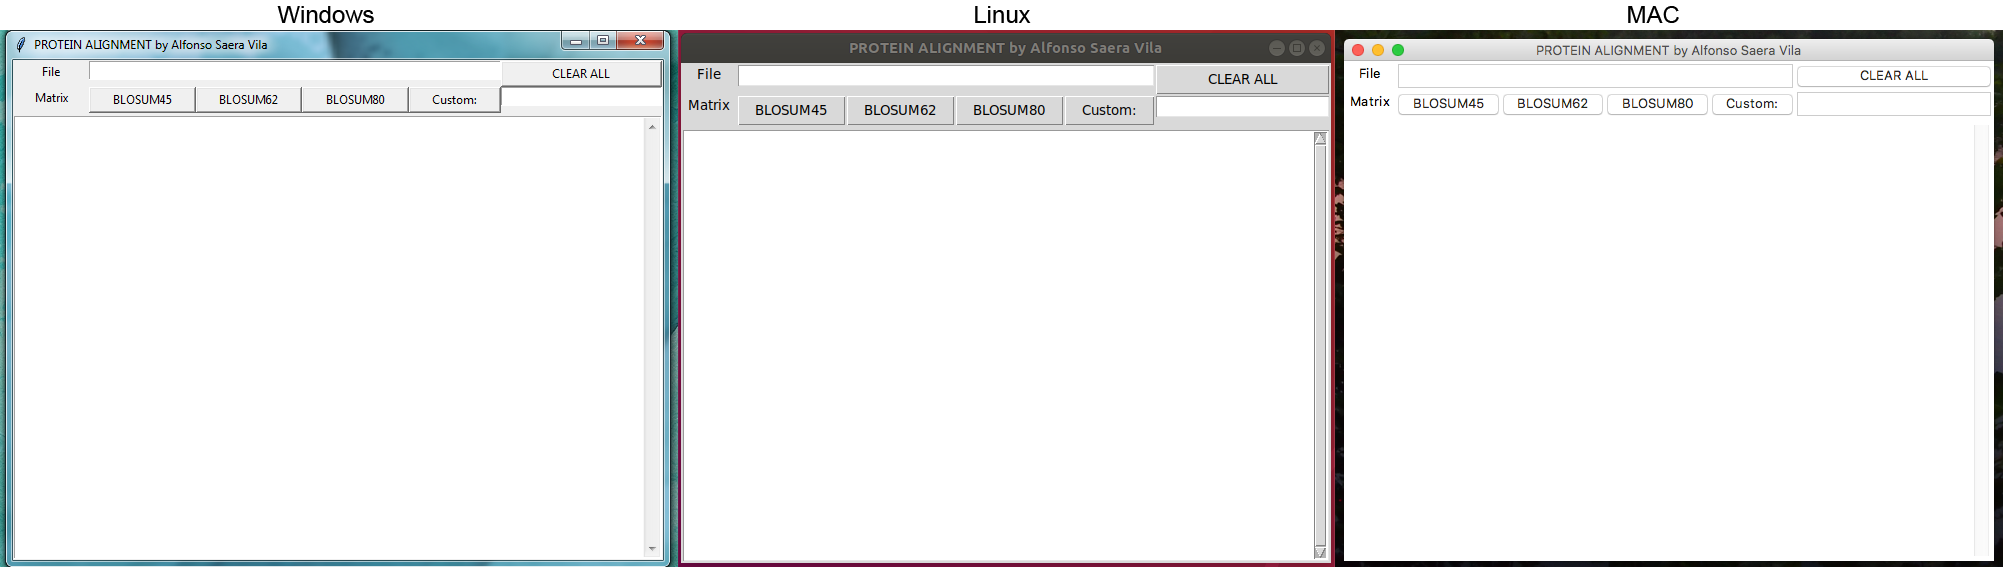 Windows
PROTEIN ALIGNMENT by Alfonso Saera Vila
File
CLEAR ALL
Matrix BLOSUM45 BLOSUM62 BLOSUM80 Custom:
Linux
PROTEIN ALIGNMENT by Alfonso Saera Vila
File
CLEAR ALL
Matrix BLOSUM45 BLOSUM62 BLOSUM80 Custom:
MAC
PROTEIN ALIGNMENT by Alfonso Saera Vila
File
CLEAR ALL
Matrix BLOSUM45 BLOSUM62 BLOSUM80 Custom: